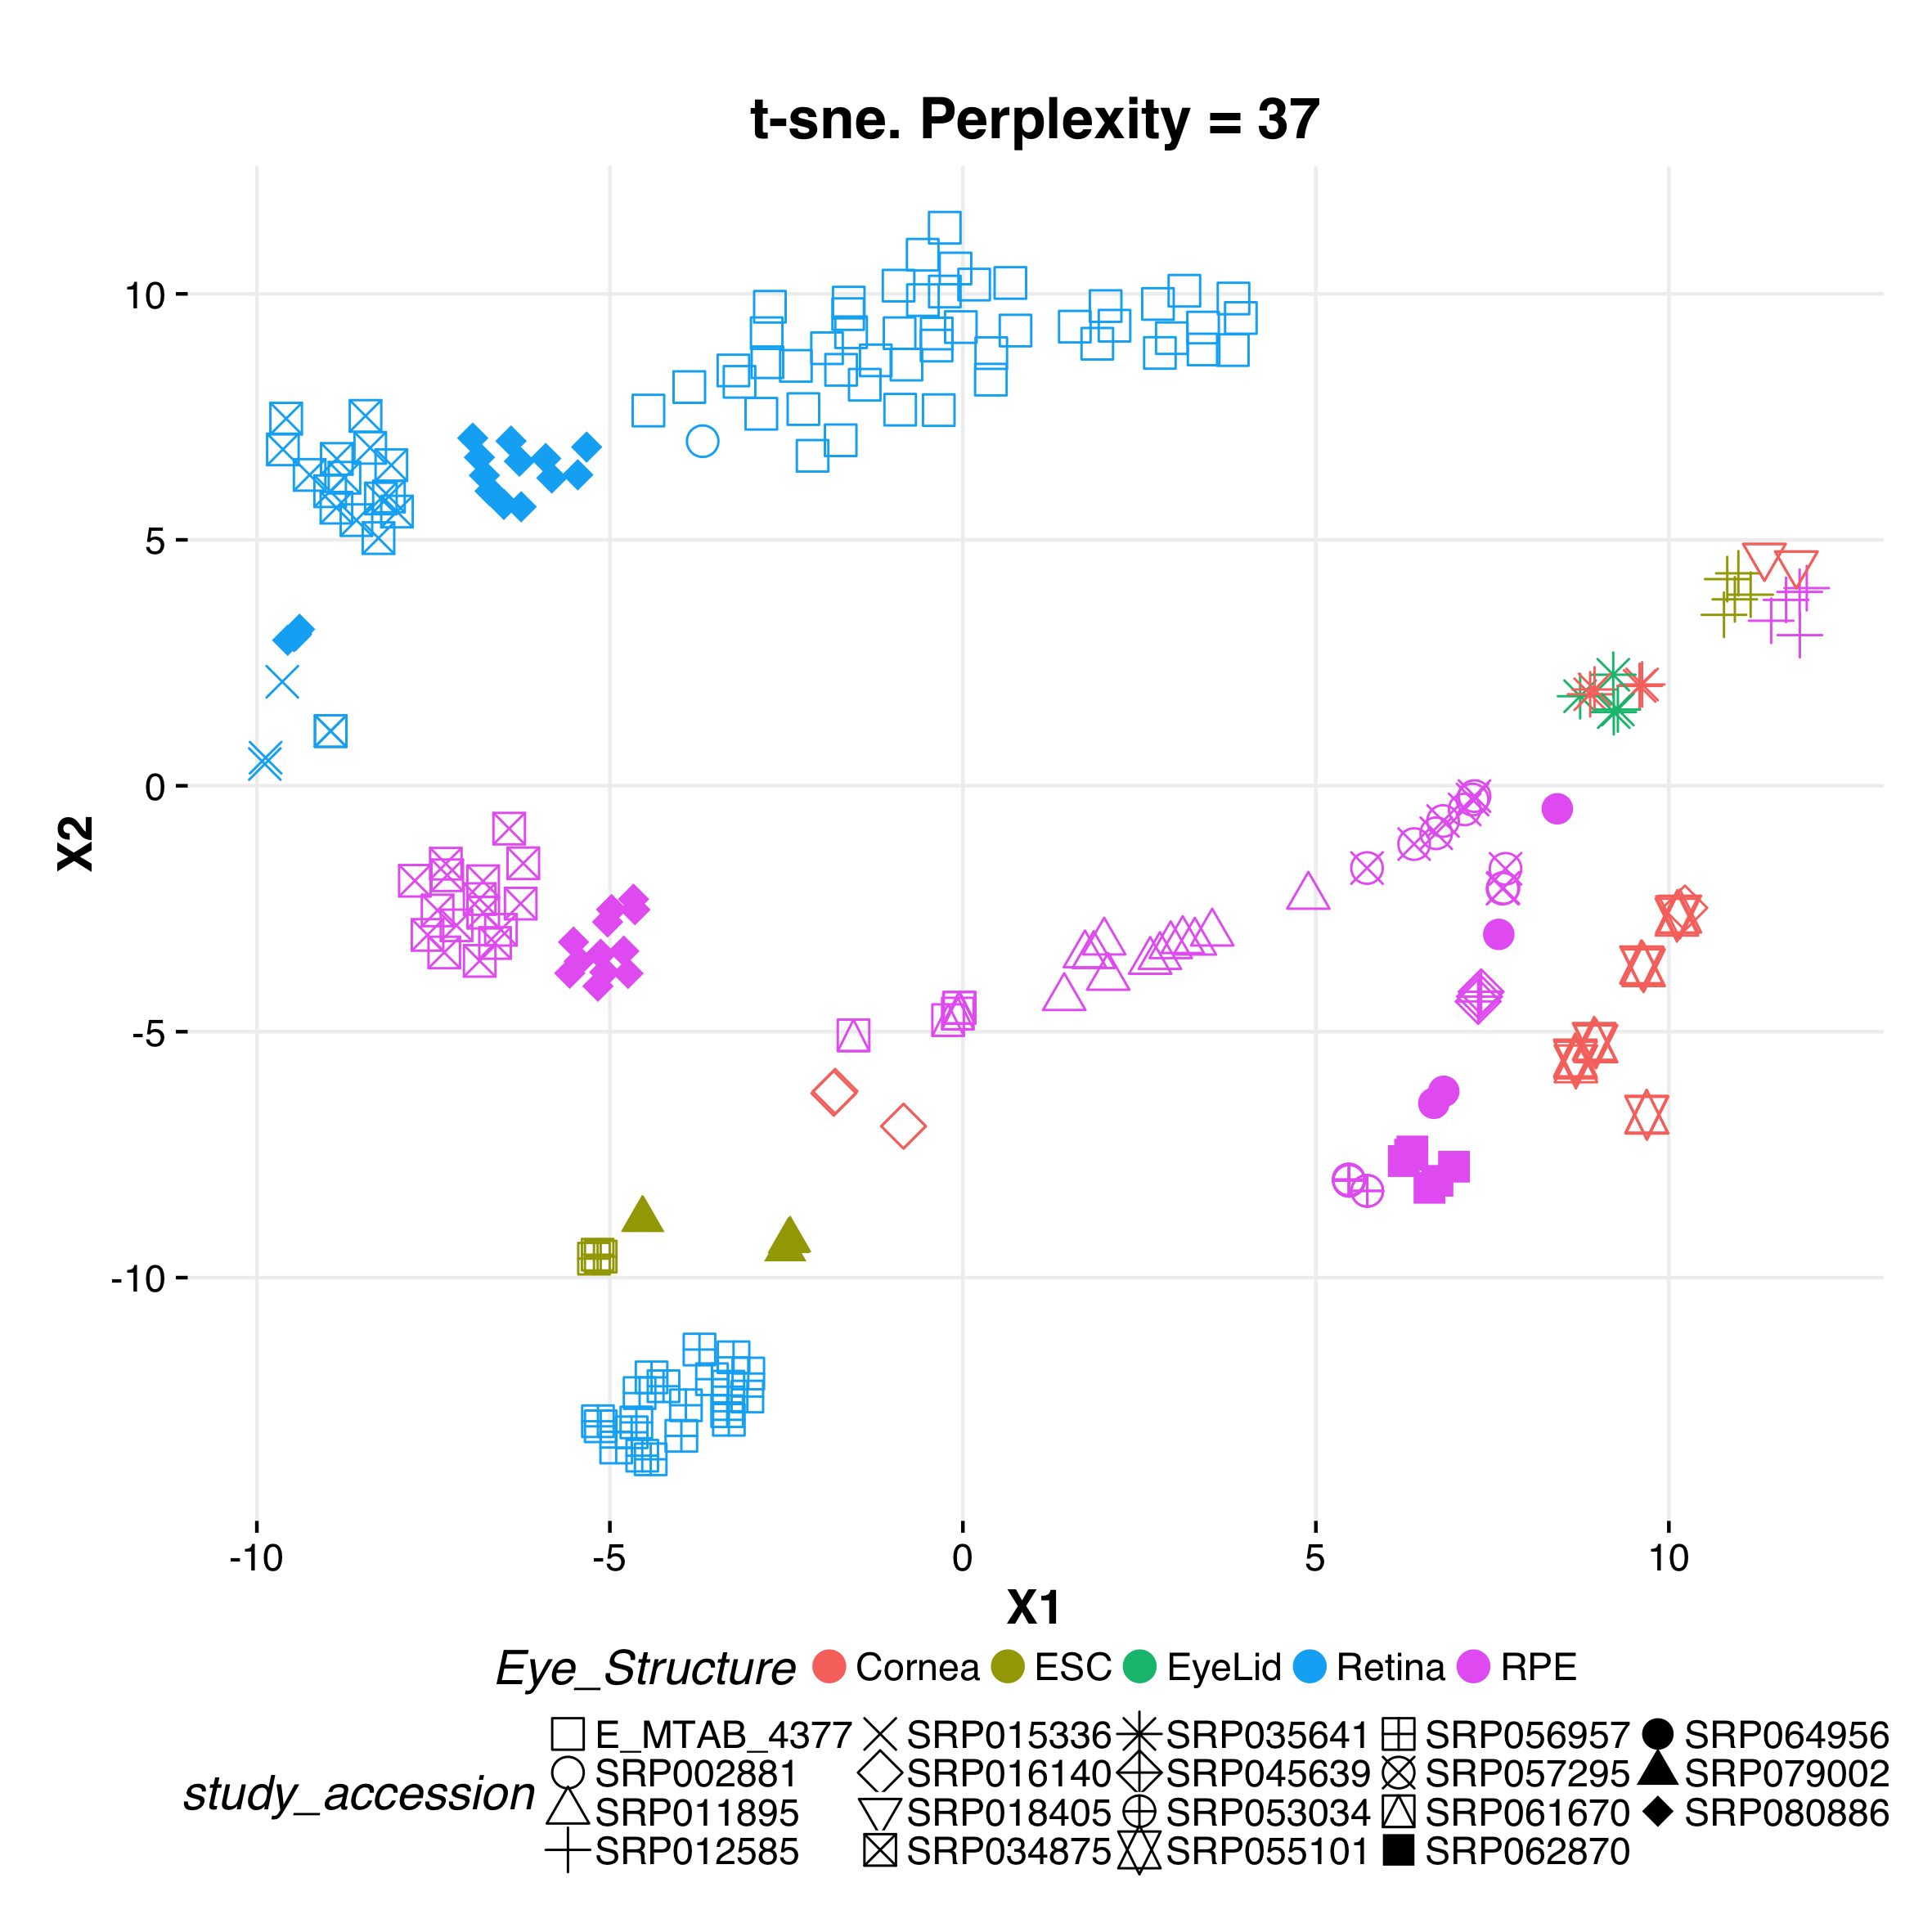 t-sne. Perplexity = 37
X2
10
5
0
-5
-10
-10 -5 0 5 10
X1
Eye_Structure Cornea ESC EyeLid Retina RPE
study_accession
E_MTAB_4377 SRP015336 SRP035641 SRP056957 SRP064956
SRP002881 SRP016140 SRP045639 SRP057295 SRP079002
SRP011895 SRP018405 SRP053034 SRP061670 SRP080886
SRP012585 SRP034875 SRP055101 SRP062870